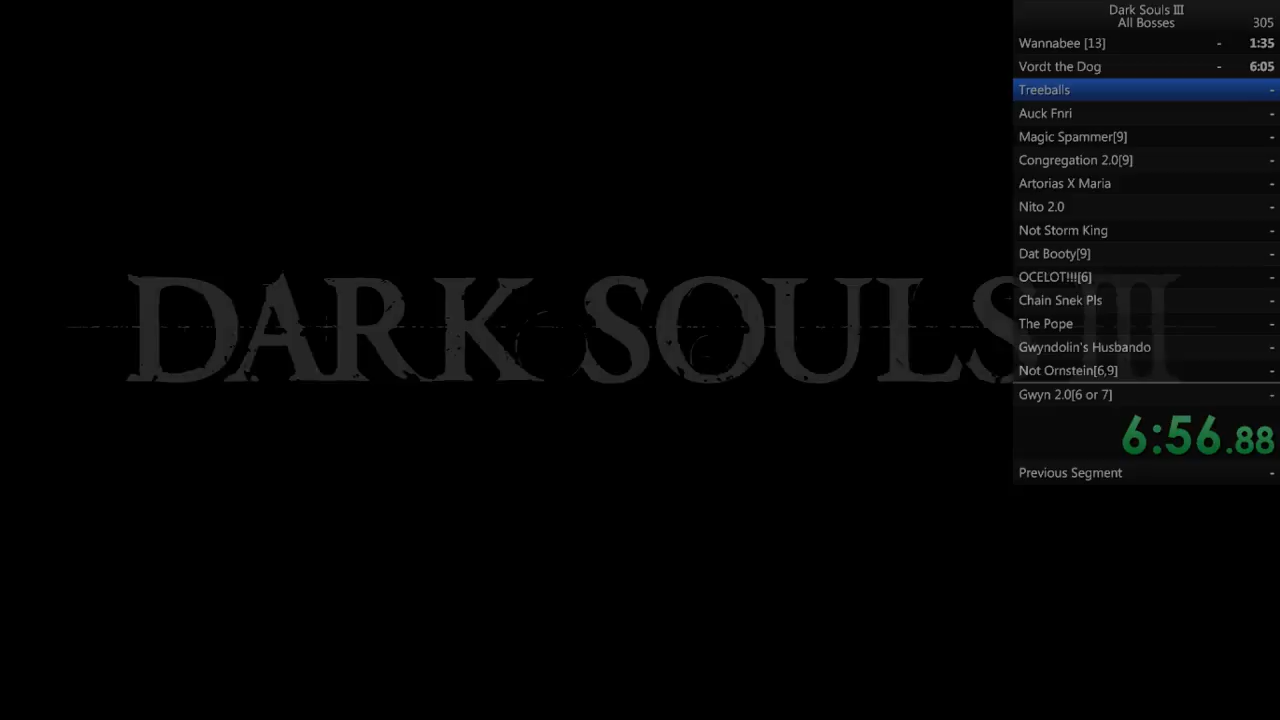 Dark Souls III
All Bosses 305
Wannabee [13] - 1:35
Vordt the Dog - 6:05
Treeballs -
Auck Fnri -
Magic Spammer[9] -
Congregation 2.0[9] -
Artorias X Maria -
Nito 2.0 -
Not Storm King -
Dat Booty[9] -
OCELOT!!![6] -
Chain Snek Pls -
The Pope -
Gwyndolin's Husbando -
Not Ornstein[6,9] -
Gwyn 2.0[6 or 7] -
6:56.88
Previous Segment -
DARK SOULS III